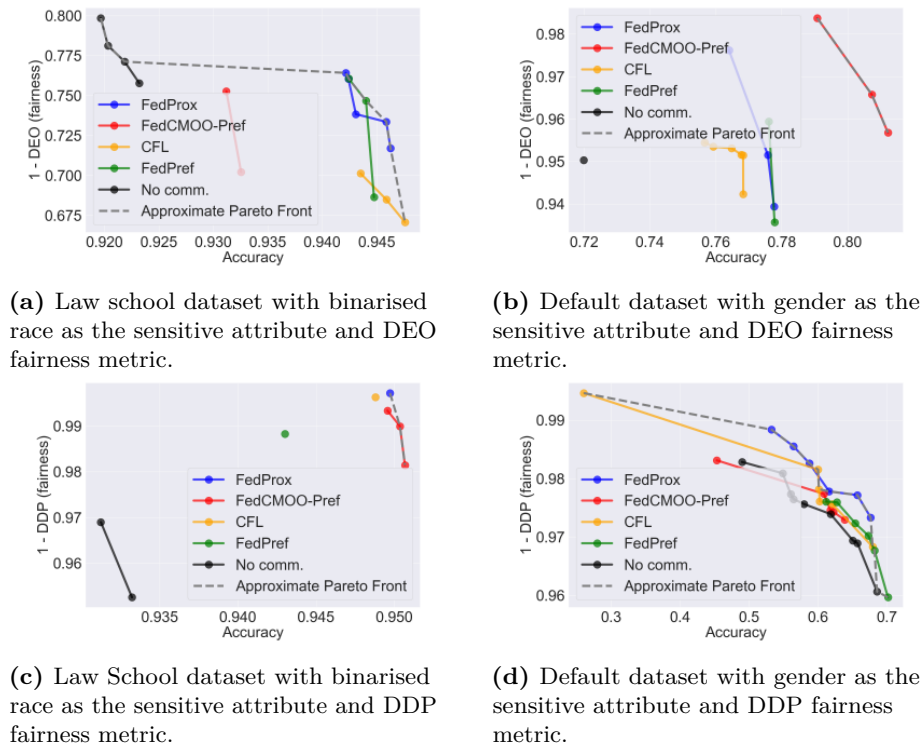 0.800
0.775
0.750
0.725
0.700
0.675
1 - DEO (fairness)
FedProx
FedCMOO-Pref
CFL
FedPref
No comm.
Approximate Pareto Front
0.920 0.925 0.930 0.935 0.940 0.945
Accuracy
(a) Law school dataset with binarised
race as the sensitive attribute and DEO
fairness metric.
0.98
0.97
0.96
0.95
0.94
1 - DEO (fairness)
FedProx
FedCMOO-Pref
CFL
FedPref
No comm.
Approximate Pareto Front
0.72 0.74 0.76 0.78 0.80
Accuracy
(b) Default dataset with gender as the
sensitive attribute and DEO fairness
metric.
0.99
0.98
0.97
0.96
1 - DDP (fairness)
FedProx
FedCMOO-Pref
CFL
FedPref
No comm.
Approximate Pareto Front
0.935 0.940 0.945 0.950
Accuracy
(c) Law School dataset with binarised
race as the sensitive attribute and DDP
fairness metric.
0.99
0.98
0.97
0.96
1 - DDP (fairness)
FedProx
FedCMOO-Pref
CFL
FedPref
No comm.
Approximate Pareto Front
0.3 0.4 0.5 0.6 0.7
Accuracy
(d) Default dataset with gender as the
sensitive attribute and DDP fairness
metric.